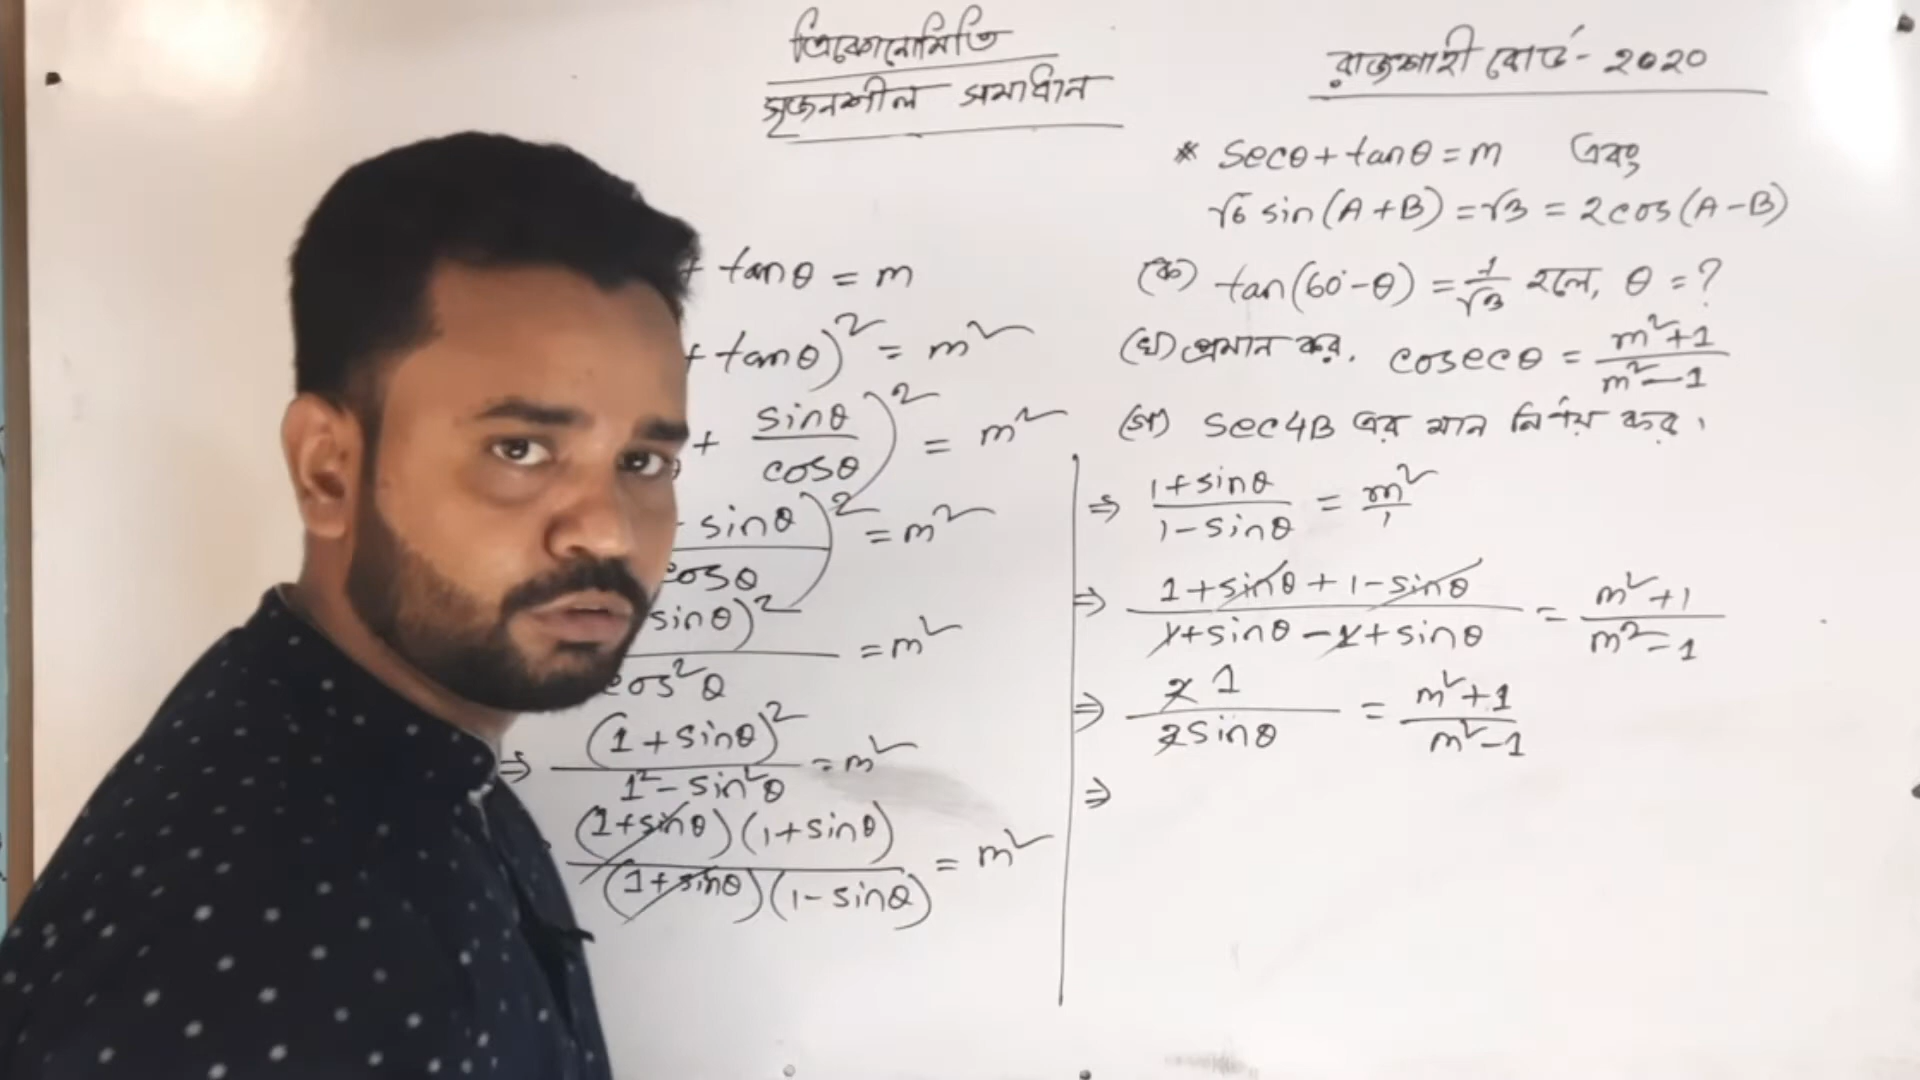 ত্রিকোনোমিতি
সৃজনশীল সমাধান
রাজশাহী বোর্ড - ২০২০
* secθ + tanθ = m এবং
√6 sin(A+B) = √3 = 2cos(A-B)
(ক) tan(60°-θ) = 1/√3 হলে, θ = ?
(খ) প্রমান কর. cosecθ = (m²+1)/(m²-1)
(গ) sec4B এর মান নির্ণয় কর।
+ tanθ = m
+ tanθ)² = m²
+ sinθ/cosθ)² = m²
sinθ/cosθ)² = m²
sinθ)²/cos²θ = m²
⇒ (1+sinθ)²/(1²-sin²θ) = m²
(1+sinθ)(1+sinθ)/(1+sinθ)(1-sinθ) = m²
⇒ (1+sinθ)/(1-sinθ) = m²/1
⇒ (1+sinθ+1-sinθ)/(1+sinθ-1+sinθ) = (m²+1)/(m²-1)
⇒ 2 1/2sinθ = (m²+1)/(m²-1)
⇒